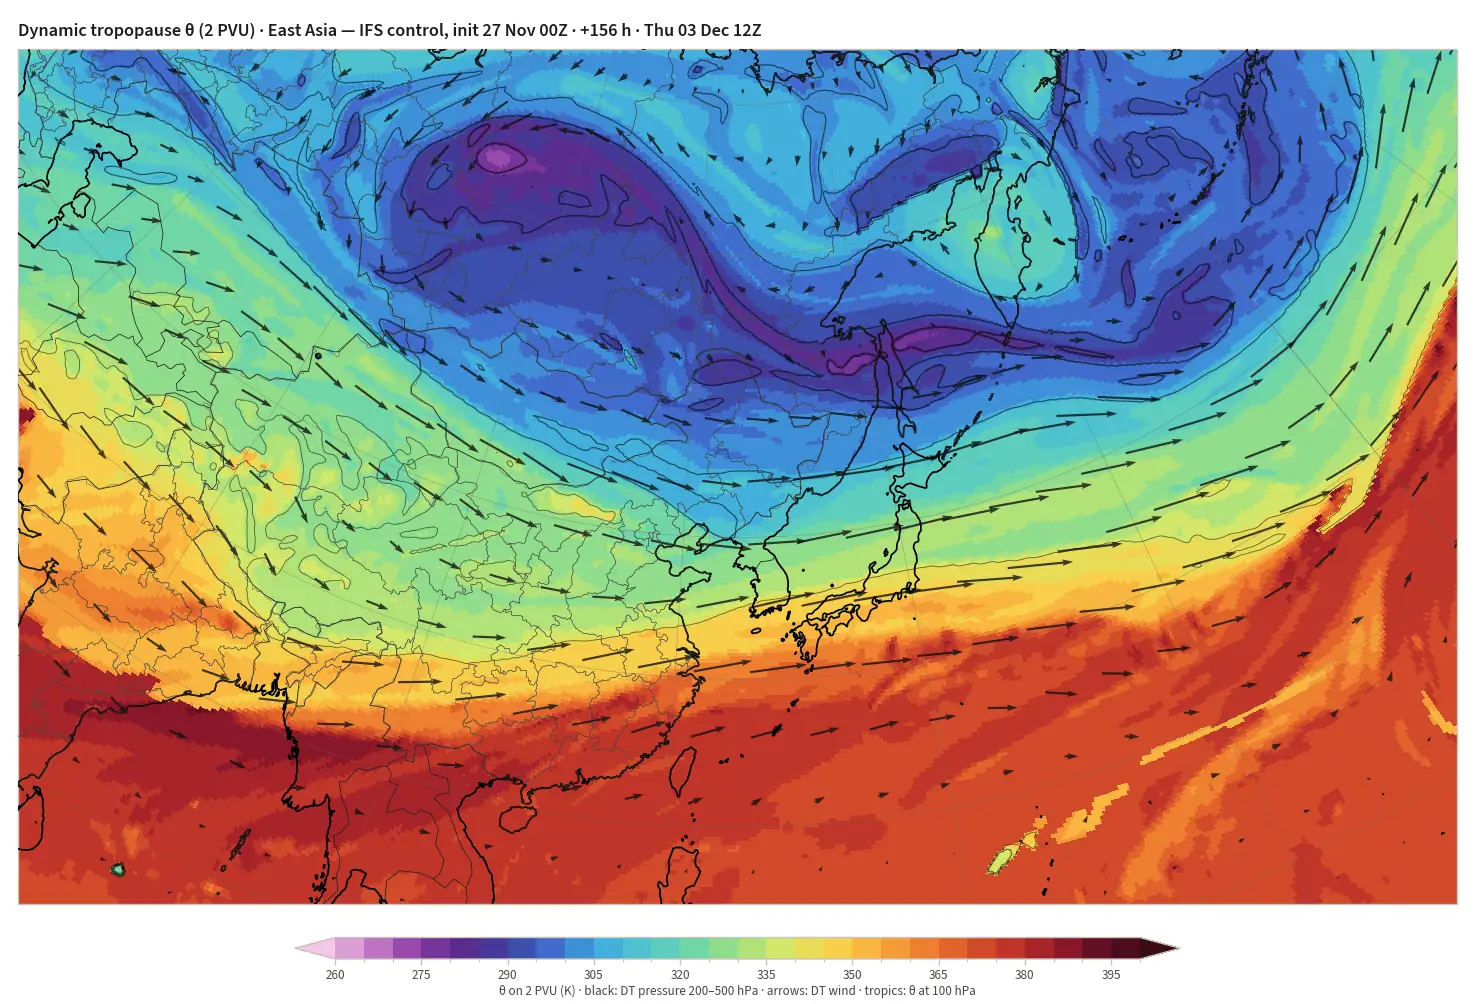 Dynamic tropopause θ (2 PVU) · East Asia — IFS control, init 27 Nov 00Z · +156 h · Thu 03 Dec 12Z
260 275 290 305 320 335 350 365 380 395
θ on 2 PVU (K) · black: DT pressure 200–500 hPa · arrows: DT wind · tropics: θ at 100 hPa